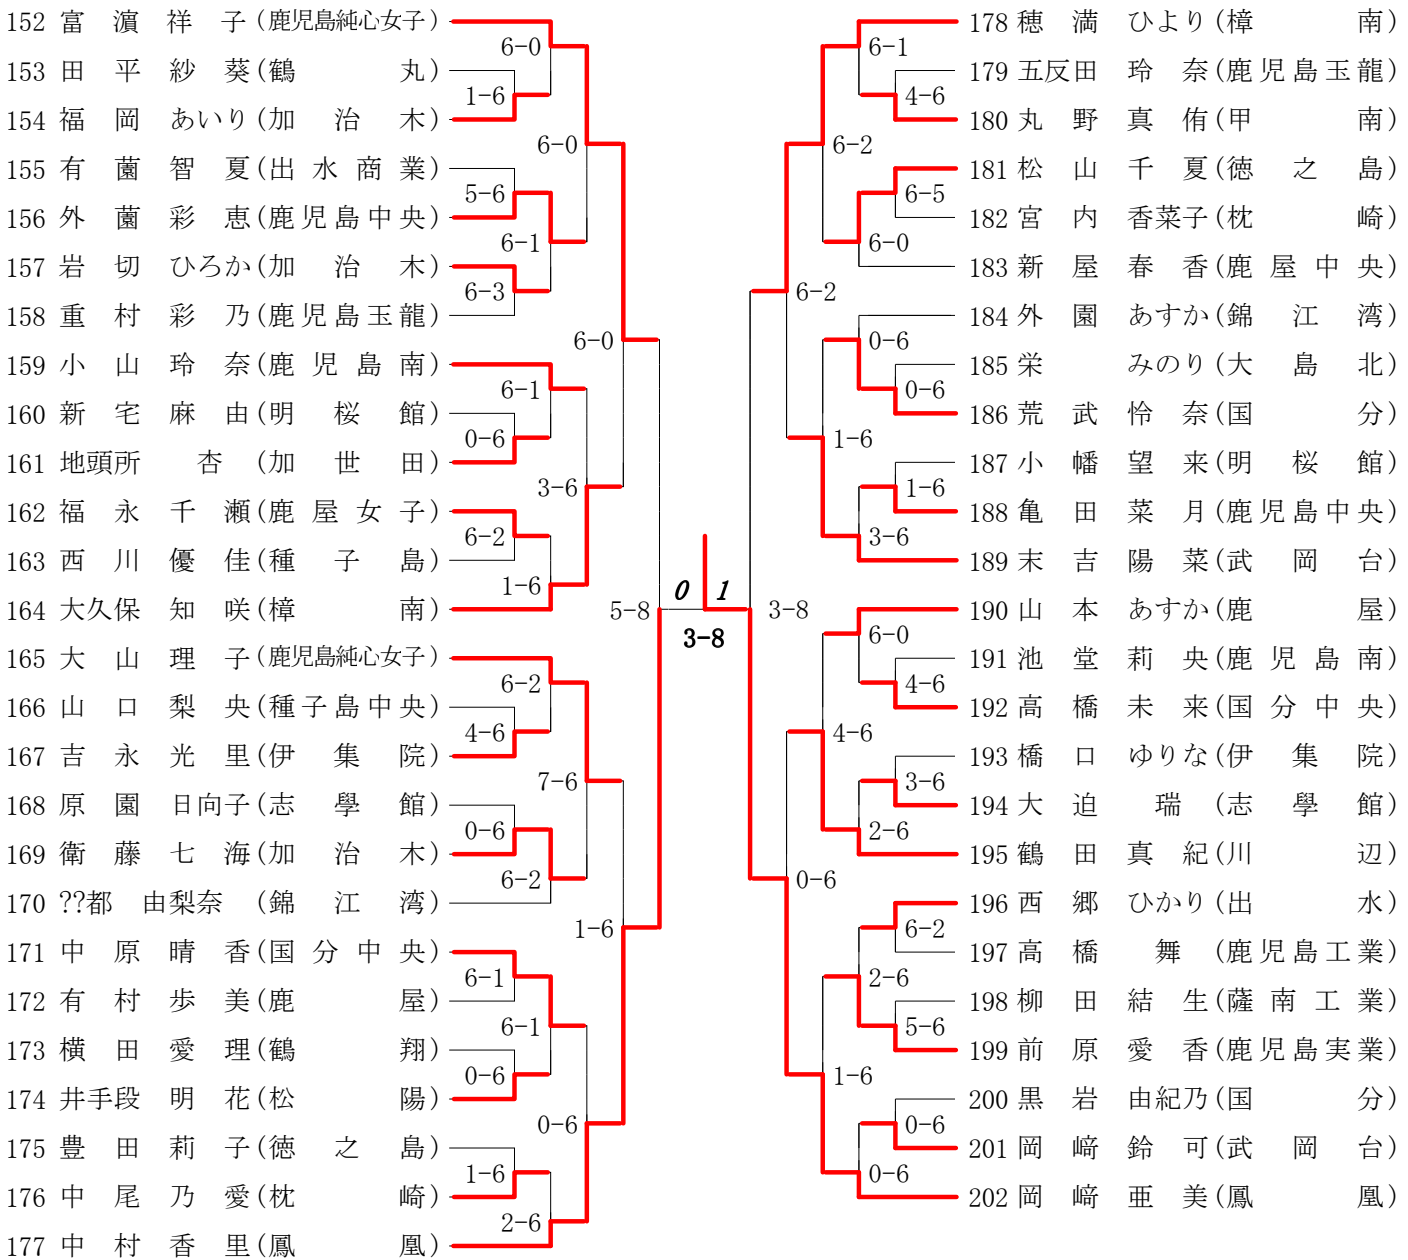 152 富 濵 祥 子 (鹿児島純心女子)
6-0
153 田 平 紗 葵 (鶴 丸)
1-6
154 福 岡 あいり (加 治 木)
6-0
155 有 薗 智 夏 (出 水 商 業)
5-6
156 外 薗 彩 恵 (鹿児島中央)
6-1
157 岩 切 ひろか (加 治 木)
6-3
158 重 村 彩 乃 (鹿児島玉龍)
6-0
159 小 山 玲 奈 (鹿 児 島 南)
6-1
160 新 宅 麻 由 (明 桜 館)
0-6
161 地頭所 杏 (加 世 田)
3-6
162 福 永 千 瀬 (鹿 屋 女 子)
6-2
163 西 川 優 佳 (種 子 島)
1-6
164 大久保 知 咲 (樟 南)
5-8
165 大 山 理 子 (鹿児島純心女子)
6-2
166 山 口 梨 央 (種子島中央)
4-6
167 吉 永 光 里 (伊 集 院)
7-6
168 原 園 日向子 (志 學 館)
0-6
169 衛 藤 七 海 (加 治 木)
6-2
170 ??都 由梨奈 (錦 江 湾)
1-6
171 中 原 晴 香 (国 分 中 央)
6-1
172 有 村 歩 美 (鹿 屋)
6-1
173 横 田 愛 理 (鶴 翔)
0-6
174 井手段 明 花 (松 陽)
0-6
175 豊 田 莉 子 (徳 之 島)
1-6
176 中 尾 乃 愛 (枕 崎)
2-6
177 中 村 香 里 (鳳 凰)
0 1
3-8
178 穂 満 ひより (樟 南)
6-1
179 五反田 玲 奈 (鹿児島玉龍)
4-6
180 丸 野 真 侑 (甲 南)
6-2
181 松 山 千 夏 (徳 之 島)
6-5
182 宮 内 香菜子 (枕 崎)
6-0
183 新 屋 春 香 (鹿 屋 中 央)
6-2
184 外 園 あすか (錦 江 湾)
0-6
185 栄 みのり (大 島 北)
0-6
186 荒 武 怜 奈 (国 分)
1-6
187 小 幡 望 来 (明 桜 館)
1-6
188 亀 田 菜 月 (鹿児島中央)
3-6
189 末 吉 陽 菜 (武 岡 台)
3-8
190 山 本 あすか (鹿 屋)
6-0
191 池 堂 莉 央 (鹿 児 島 南)
4-6
192 高 橋 未 来 (国 分 中 央)
4-6
193 橋 口 ゆりな (伊 集 院)
3-6
194 大 迫 瑞 (志 學 館)
2-6
195 鶴 田 真 紀 (川 辺)
0-6
196 西 郷 ひかり (出 水)
6-2
197 高 橋 舞 (鹿児島工業)
2-6
198 柳 田 結 生 (薩 南 工 業)
5-6
199 前 原 愛 香 (鹿児島実業)
1-6
200 黒 岩 由紀乃 (国 分)
0-6
201 岡 﨑 鈴 可 (武 岡 台)
0-6
202 岡 﨑 亜 美 (鳳 凰)